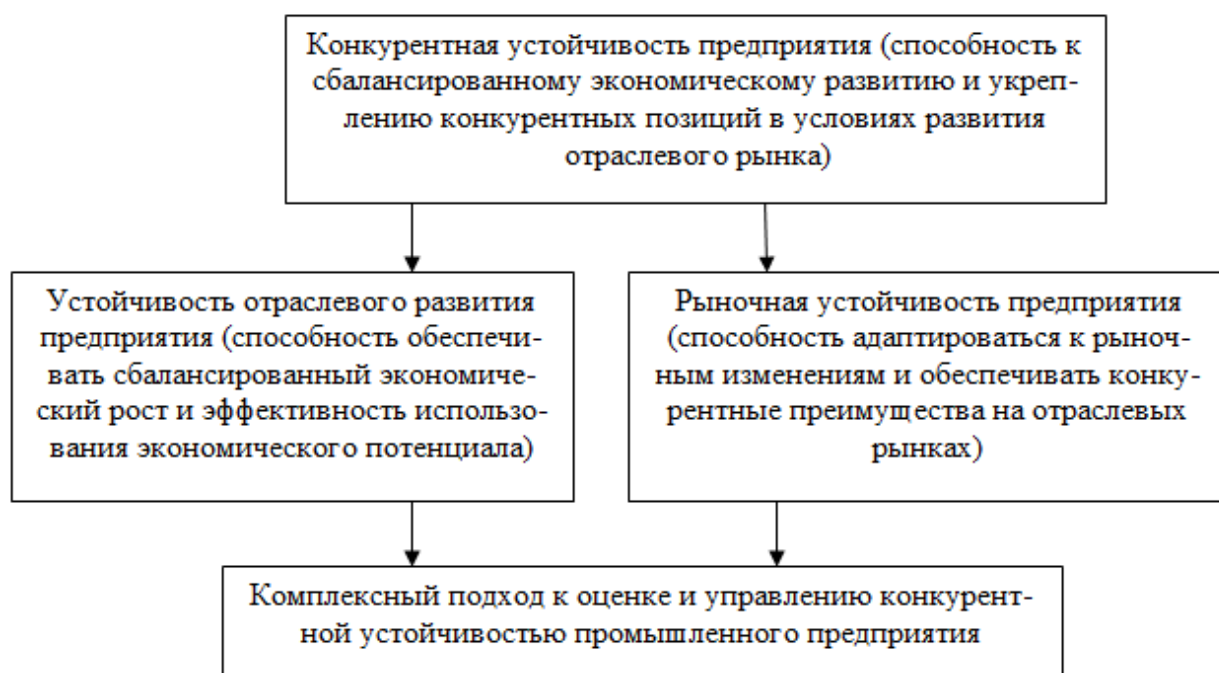 Конкурентная устойчивость предприятия (способность к
сбалансированному экономическому развитию и укреп-
лению конкурентных позиций в условиях развития
отраслевого рынка)
Устойчивость отраслевого развития
предприятия (способность обеспечи-
вать сбалансированный экономиче-
ский рост и эффективность использо-
вания экономического потенциала)
Рыночная устойчивость предприятия
(способность адаптироваться к рыноч-
ным изменениям и обеспечивать конку-
рентные преимущества на отраслевых
рынках)
Комплексный подход к оценке и управлению конкурент-
ной устойчивостью промышленного предприятия